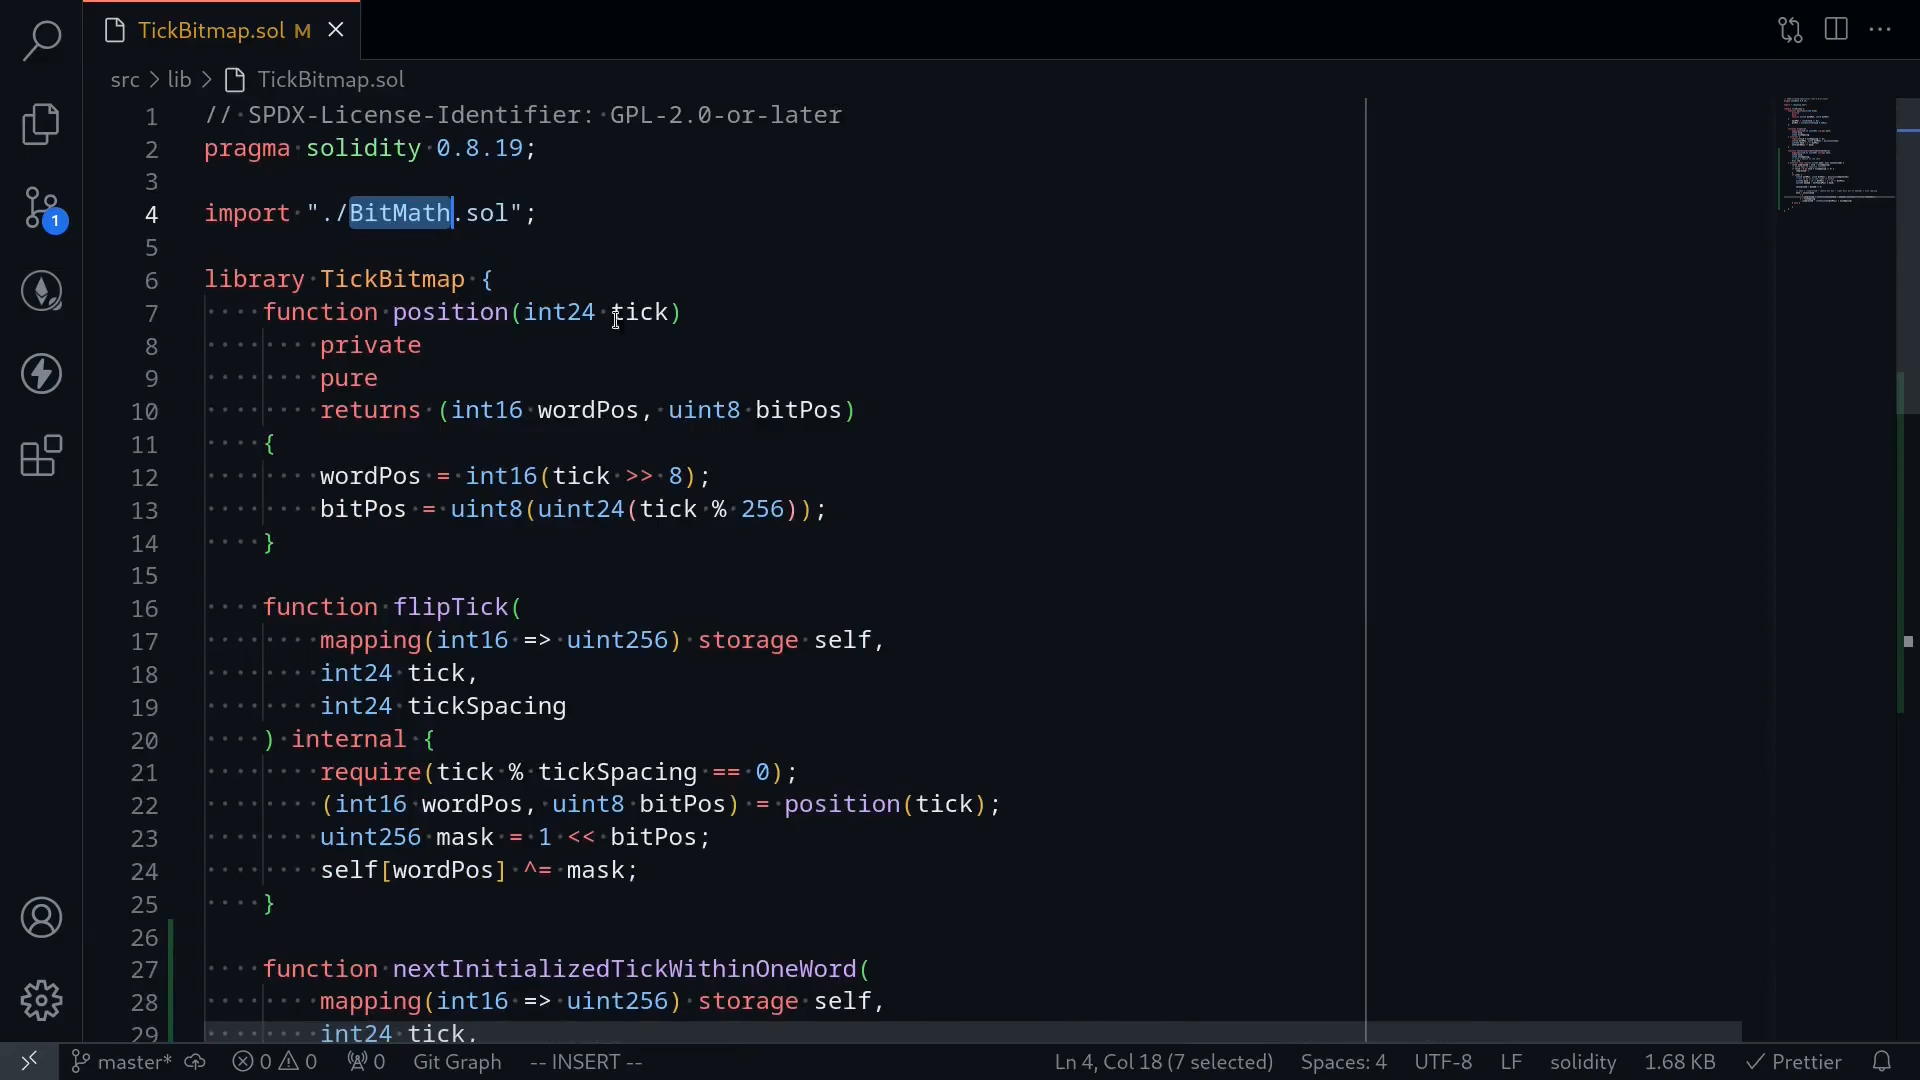 TickBitmap.sol M
src > lib > TickBitmap.sol
1 // SPDX-License-Identifier: GPL-2.0-or-later
2 pragma solidity 0.8.19;
3
4 import "./BitMath.sol";
5
6 library TickBitmap {
7 function position(int24 tick)
8 private
9 pure
10 returns (int16 wordPos, uint8 bitPos)
11 {
12 wordPos = int16(tick >> 8);
13 bitPos = uint8(uint24(tick % 256));
14 }
15
16 function flipTick(
17 mapping(int16 => uint256) storage self,
18 int24 tick,
19 int24 tickSpacing
20 ) internal {
21 require(tick % tickSpacing == 0);
22 (int16 wordPos, uint8 bitPos) = position(tick);
23 uint256 mask = 1 << bitPos;
24 self[wordPos] ^= mask;
25 }
26
27 function nextInitializedTickWithinOneWord(
28 mapping(int16 => uint256) storage self,
29 int24 tick,
1
master* 0 0 0 Git Graph -- INSERT -- Ln 4, Col 18 (7 selected) Spaces: 4 UTF-8 LF solidity 1.68 KB Prettier